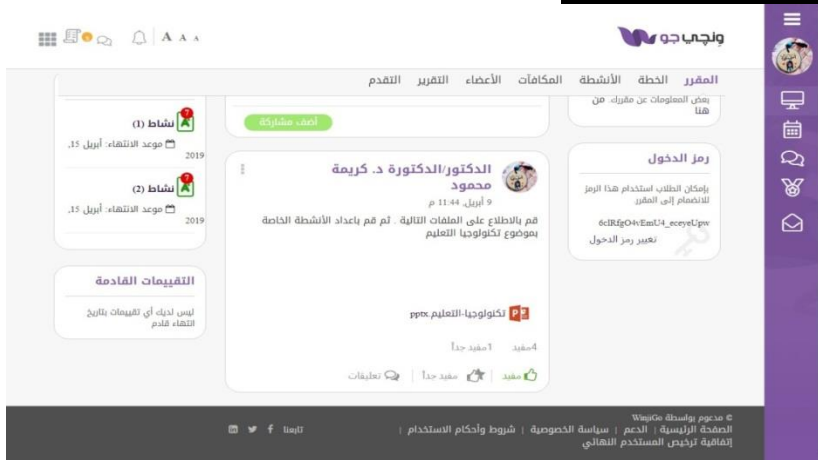 ونچي جو
A A A
المقرر الخطة الأنشطة المكافآت الأعضاء التقرير التقدم
بعض المعلومات عن مقررك. من
هنا
رمز الدخول
بإمكان الطلاب استخدام هذا الرمز
للانضمام إلى المقرر
6cIRfgO4vEmU4_eceyeUpw
تغيير رمز الدخول
أضف مشاركة
الدكتور/الدكتورة د. كريمة
محمود
9 أبريل, 11:44 م
قم بالاطلاع على الملفات التالية . ثم قم باعداد الأنشطة الخاصة
بموضوع تكنولوجيا التعليم
تكنولوجيا-التعليم.pptx
4مفيد 1مفيد جداً
مفيد | مفيد جداً | تعليقات
7
نشاط (1)
موعد الانتهاء: أبريل 15,
2019
7
نشاط (2)
موعد الانتهاء: أبريل 15,
2019
التقييمات القادمة
ليس لديك أي تقييمات بتاريخ
انتهاء قادم
© مدعوم بواسطة WinjiGo
الصفحة الرئيسية | الدعم | سياسة الخصوصية | شروط وأحكام الاستخدام |
إتفاقية ترخيص المستخدم النهائي
تابعنا